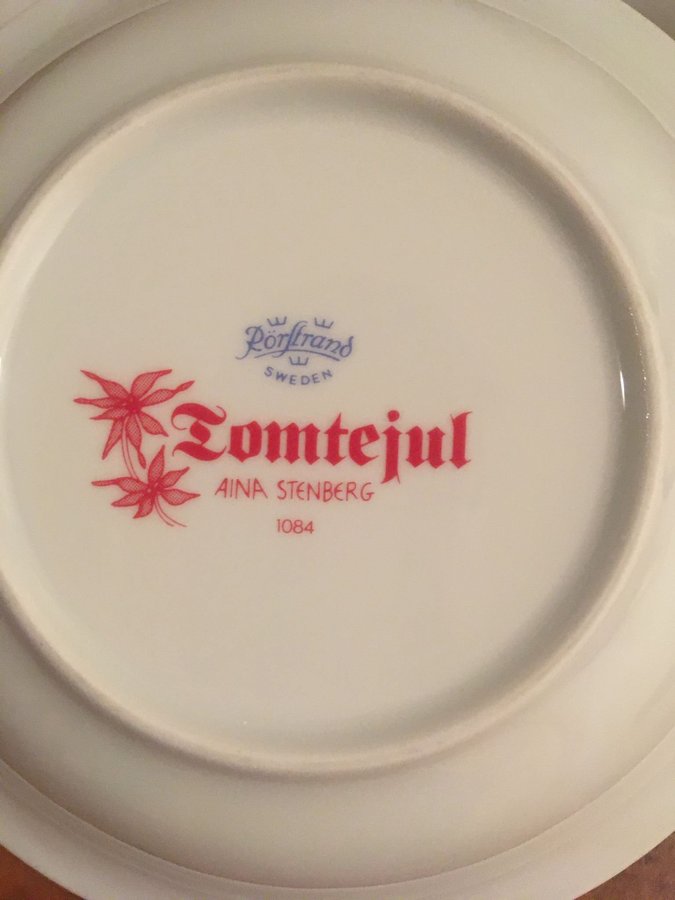 Rörstrand
SWEDEN
Tomtejul
AINA STENBERG
1084